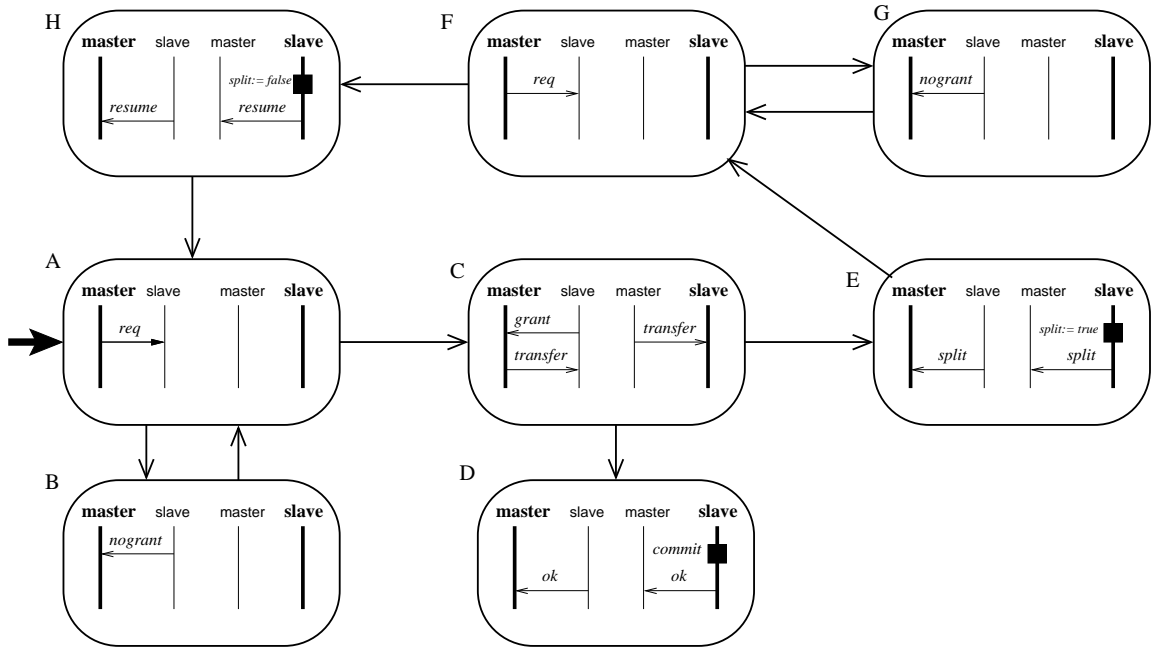 H
master slave master slave
split:= false
resume resume
F
master slave master slave
req
G
master slave master slave
nogrant
A
master slave master slave
req
C
master slave master slave
grant
transfer
transfer
E
master slave master slave
split:= true
split split
B
master slave master slave
nogrant
D
master slave master slave
commit
ok ok